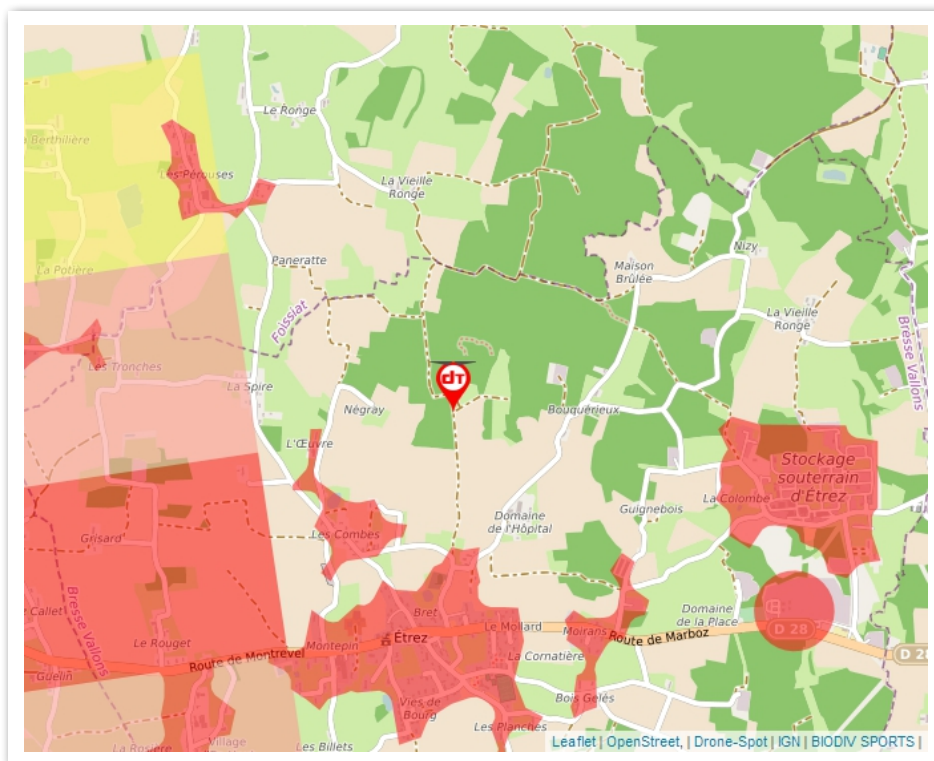 Le Ronge
Berthilière
Les Pérouses
La Vieille
Ronge
Paneratte
La Potière
Nizy
Maison
Brûlée
La Vieille
Ronge
Foissiat
Bresse Vallons
Les Tronches
La Spire
dT
Négray
Bouquérieux
L'Œuvre
Stockage
souterrain
d'Étrez
La Colombe
Domaine
de l'Hôpital
Guignebois
Les Combes
Grisard
Bresse Vallons
Callet
Bret
Domaine
de la Place
D 28
Le Mollard
Moirans
Étrez
Route de Marboz
D 28
Le Rouget
Montepin
Route de Montrevel
La Cornatière
Guelin
Vies de
Bourg
Bois Gelés
Les Planches
La Rosière
Village
Les Billets
Leaflet | OpenStreet, | Drone-Spot | IGN | BIODIV SPORTS |